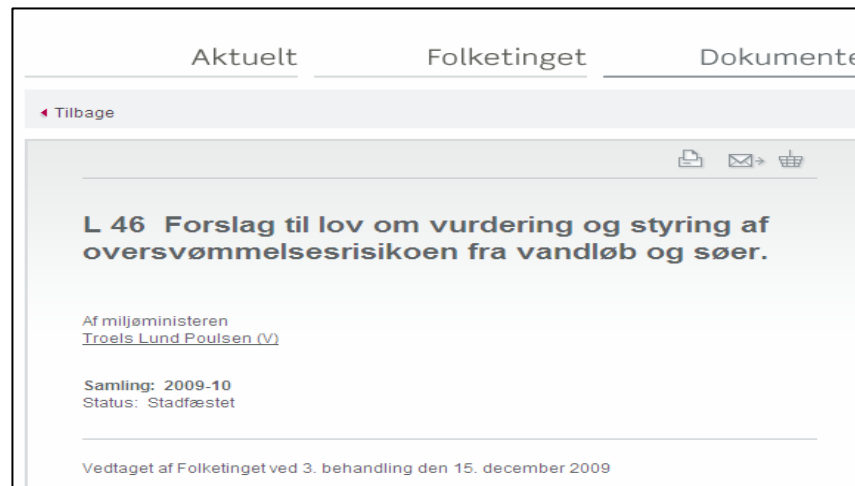 Aktuelt Folketinget Dokumente
Tilbage
L 46 Forslag til lov om vurdering og styring af
oversvømmelsesrisikoen fra vandløb og søer.
Af miljøministeren
Troels Lund Poulsen (V)
Samling: 2009-10
Status: Stadfæstet
Vedtaget af Folketinget ved 3. behandling den 15. december 2009